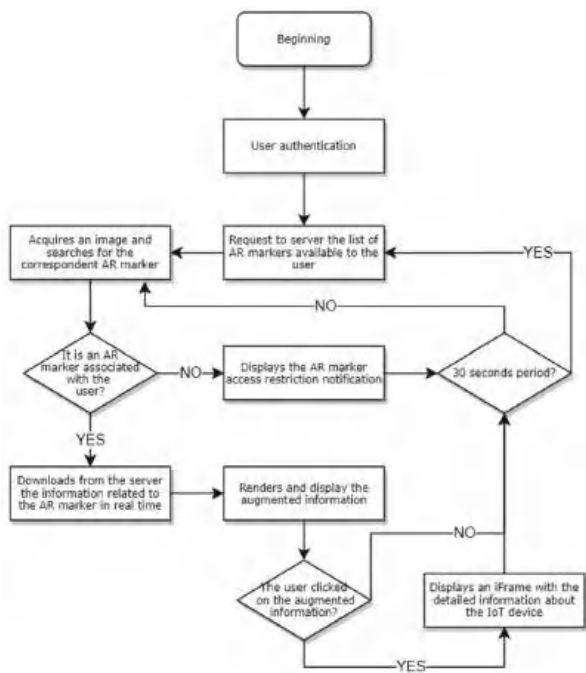 Beginning
User authentication
Acquires an image and
searches for the
correspondent AR marker
Request to server the list of
AR markers available to the
user
YES
NO
It is an AR
marker associated
with the
user?
NO
Displays the AR marker
access restriction notification
30 seconds period?
YES
Downloads from the server
the information related to
the AR marker in real time
Renders and display the
augmented information
NO
The user clicked
on the augmented
information?
Displays an iFrame with the
detailed information about
the IoT device
YES